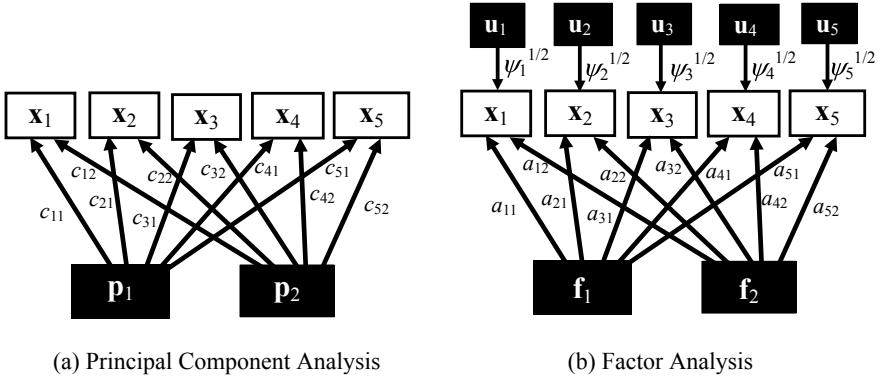 u₁ u₂ u₃ u₄ u₅
ψ₁^1/2 ψ₂^1/2 ψ₃^1/2 ψ₄^1/2 ψ₅^1/2
x₁ x₂ x₃ x₄ x₅
x₁ x₂ x₃ x₄ x₅
c₁₁ c₁₂ c₂₁ c₂₂ c₃₁ c₃₂ c₄₁ c₄₂ c₅₁ c₅₂
a₁₁ a₁₂ a₂₁ a₂₂ a₃₁ a₃₂ a₄₁ a₄₂ a₅₁ a₅₂
p₁ p₂
f₁ f₂
(a) Principal Component Analysis
(b) Factor Analysis